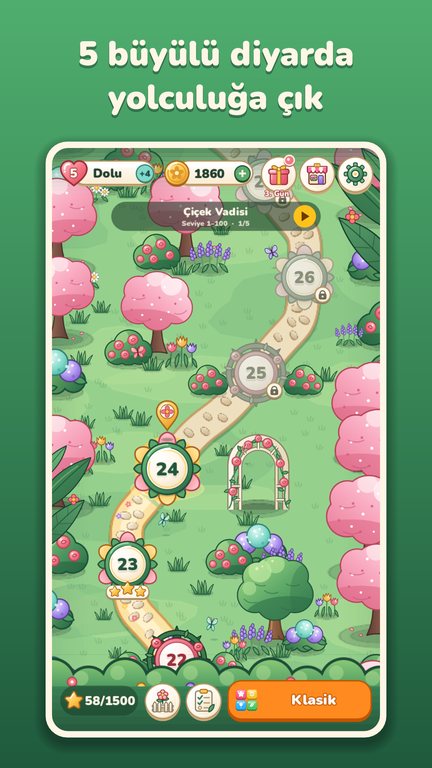 5 büyülü diyarda
yolculuğa çık
5 Dolu +4 1860 +
3. Gün
Çiçek Vadisi
Seviye 1-100 • 1/5
26
25
24
23
22
58/1500 Klasik